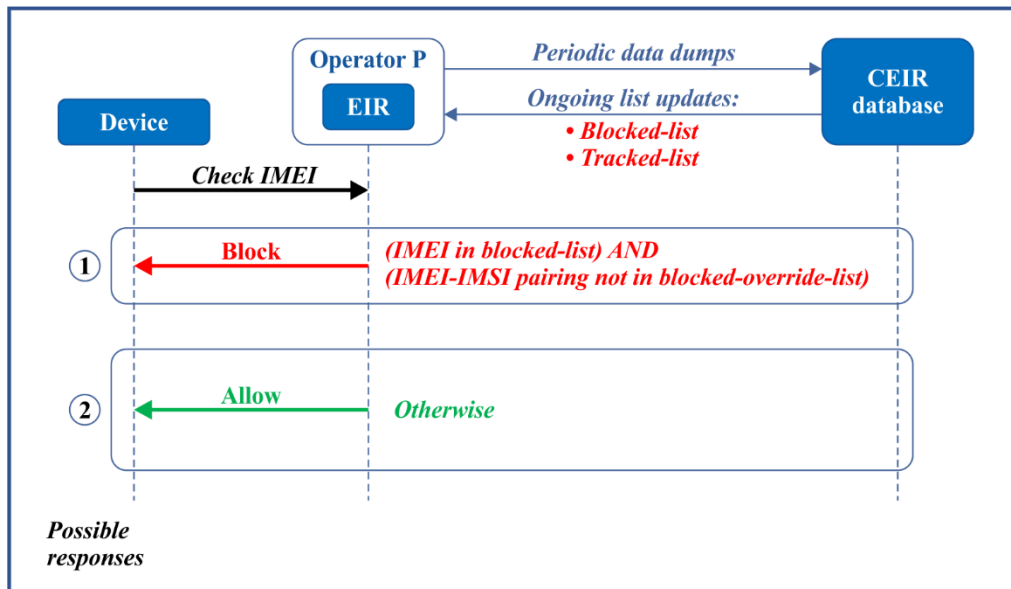 Operator P
EIR
Device
Periodic data dumps
Ongoing list updates:
• Blocked-list
• Tracked-list
CEIR
database
Check IMEI
1
Block
(IMEI in blocked-list) AND
(IMEI-IMSI pairing not in blocked-override-list)
2
Allow
Otherwise
Possible
responses